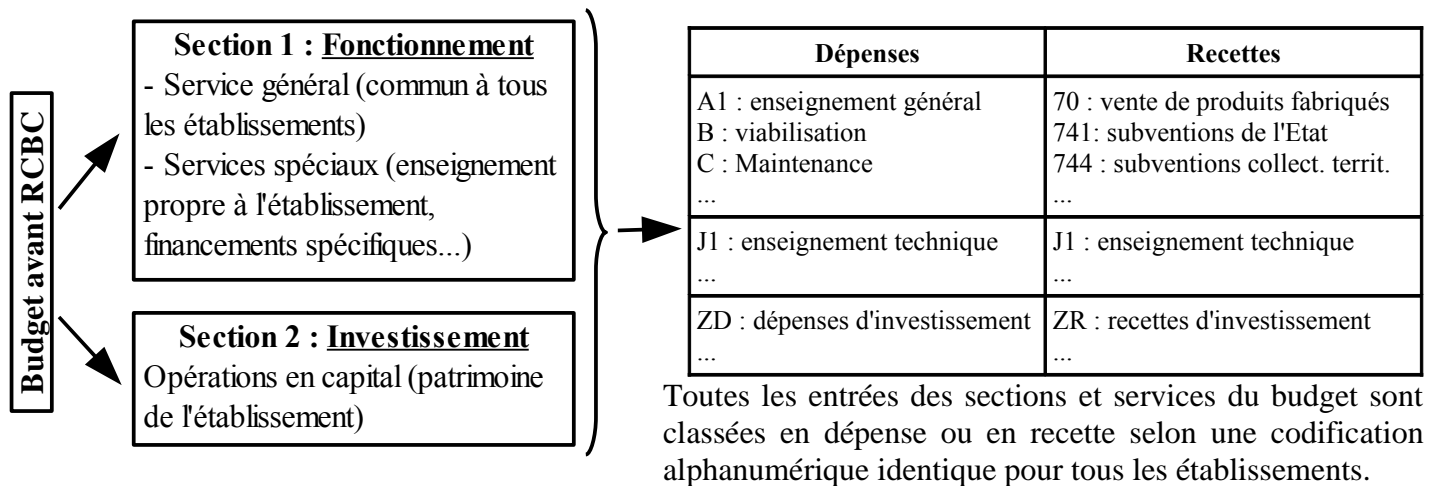 Budget avant RCBC
Section 1 : Fonctionnement
- Service général (commun à tous
les établissements)
- Services spéciaux (enseignement
propre à l'établissement,
financements spécifiques...)
Section 2 : Investissement
Opérations en capital (patrimoine
de l'établissement)
Dépenses
Recettes
A1 : enseignement général
B : viabilisation
C : Maintenance
...
70 : vente de produits fabriqués
741: subventions de l'Etat
744 : subventions collect. territ.
...
J1 : enseignement technique
...
J1 : enseignement technique
...
ZD : dépenses d'investissement
...
ZR : recettes d'investissement
...
Toutes les entrées des sections et services du budget sont
classées en dépense ou en recette selon une codification
alphanumérique identique pour tous les établissements.